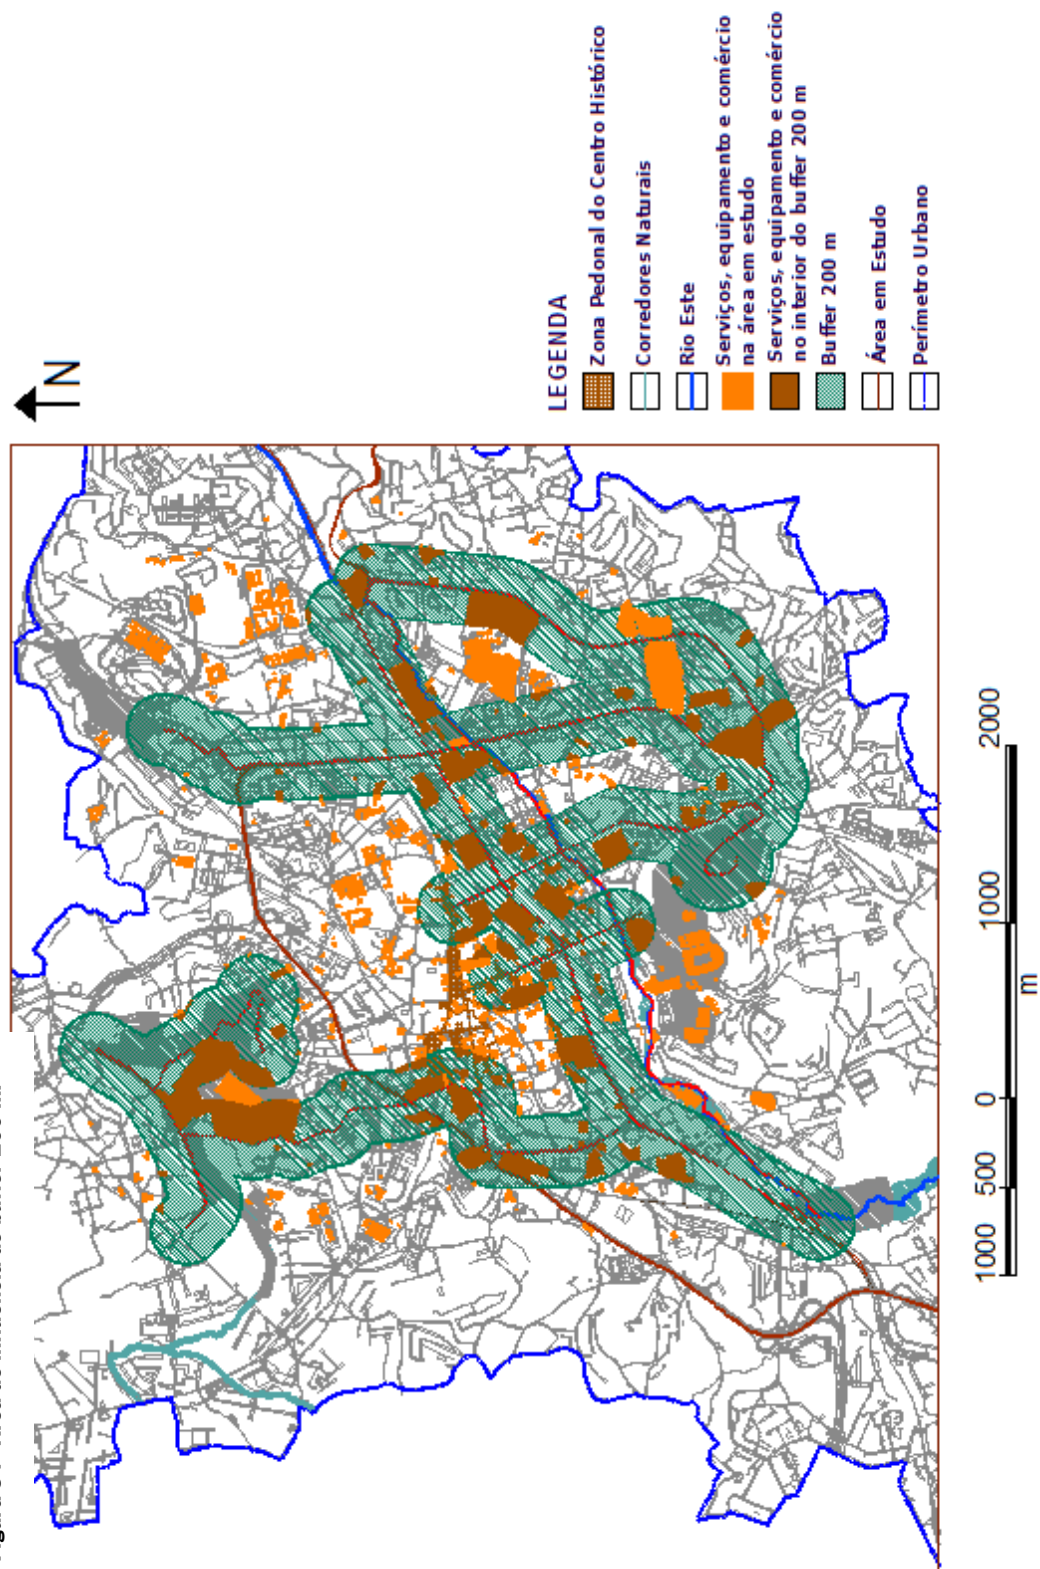 N
LEGENDA
Zona Pedonal do Centro Histórico
Corredores Naturais
Rio Este
Serviços, equipamento e comércio
na área em estudo
Serviços, equipamento e comércio
no interior do buffer 200 m
Buffer 200 m
Área em Estudo
Perímetro Urbano
1000 500 0 1000 2000
m